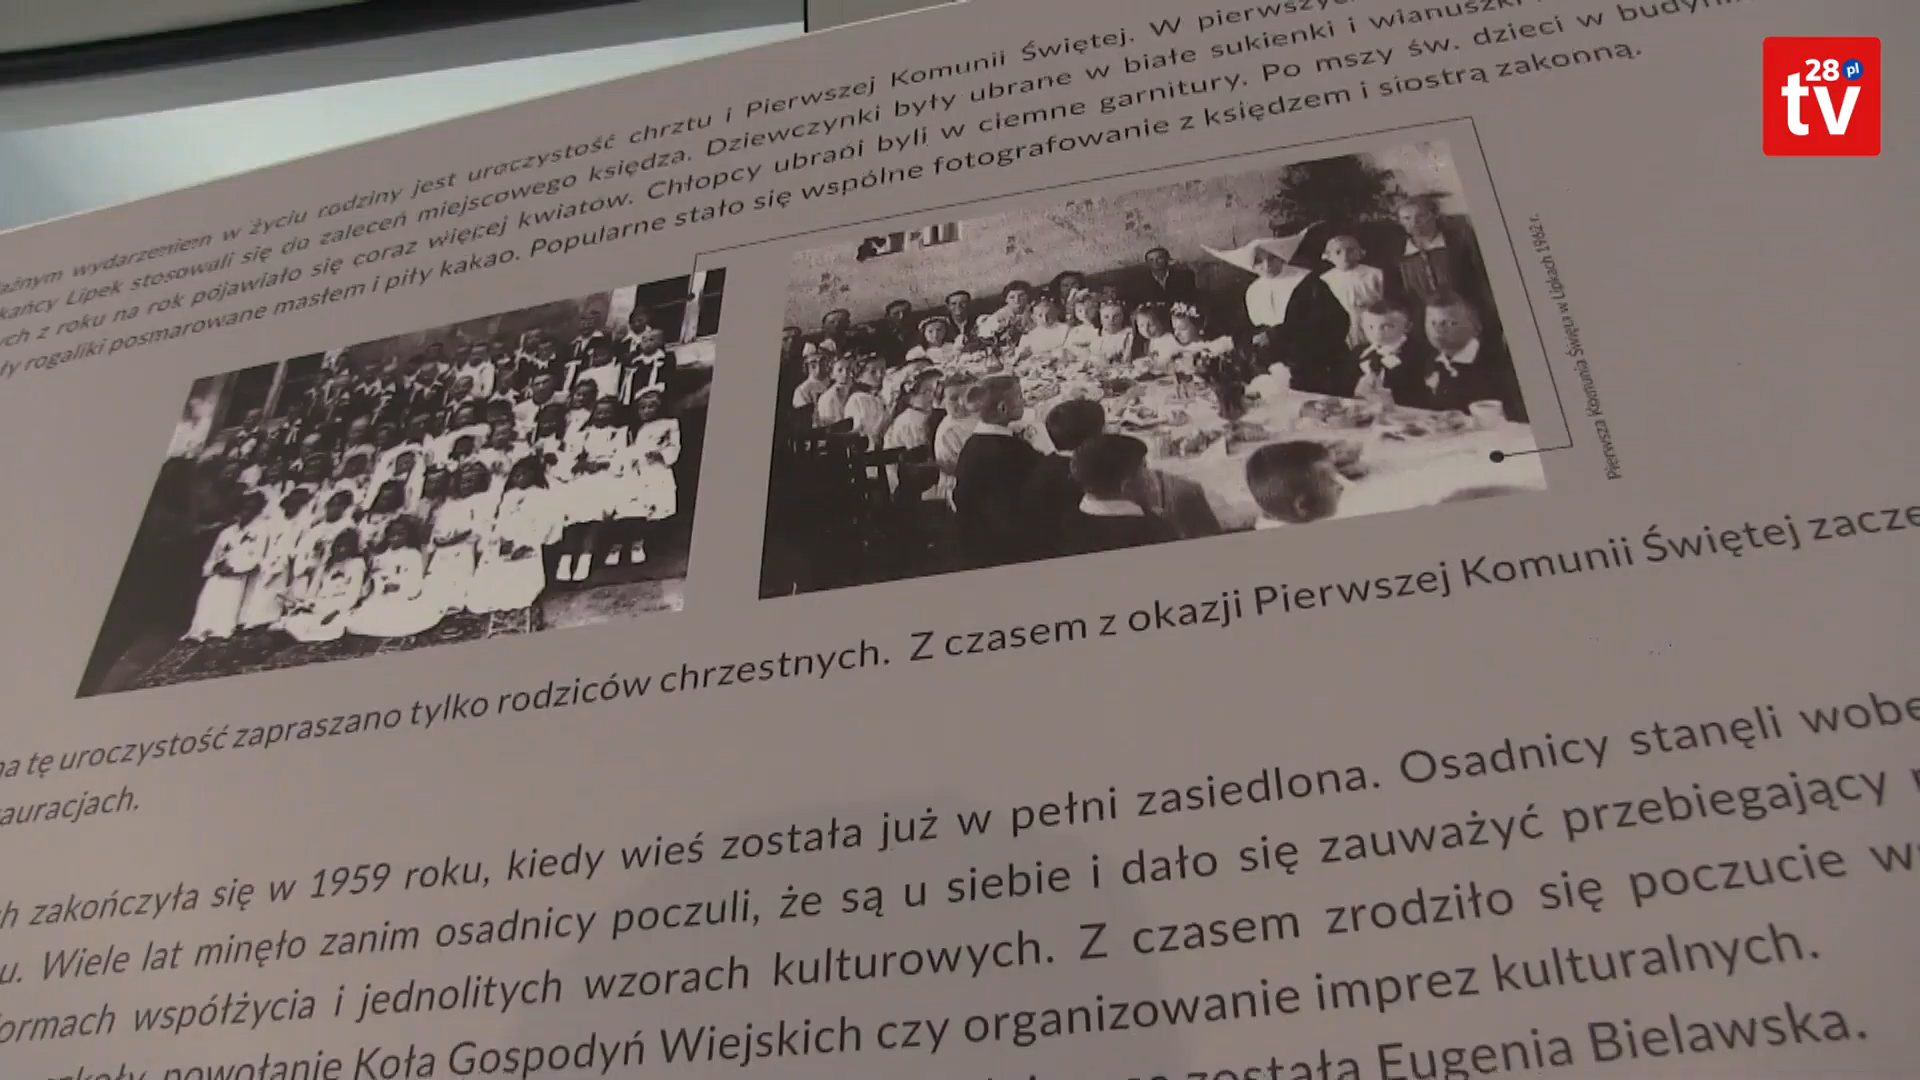 ażnym wydarzeniem w życiu rodziny jest uroczystość chrztu i Pierwszej Komunii Świętej. W pierwszy
kańcy Lipek stosowali się do zaleceń miejscowego księdza. Dziewczynki były ubrane w białe sukienki i wianuszki
ych z roku na rok pojawiało się coraz więcej kwiatów. Chłopcy ubrani byli w ciemne garnitury. Po mszy św. dzieci w budyn
ły rogaliki posmarowane masłem i piły kakao. Popularne stało się wspólne fotografowanie z księdzem i siostrą zakonną.
Pierwsza Komunia Święta w Lipkach 1962 r.
na tę uroczystość zapraszano tylko rodziców chrzestnych. Z czasem z okazji Pierwszej Komunii Świętej zacz
auracjach.
h zakończyła się w 1959 roku, kiedy wieś została już w pełni zasiedlona. Osadnicy stanęli wobe
u. Wiele lat minęło zanim osadnicy poczuli, że są u siebie i dało się zauważyć przebiegający
ormach współżycia i jednolitych wzorach kulturowych. Z czasem zrodziło się poczucie w
powołanie Koła Gospodyń Wiejskich czy organizowanie imprez kulturalnych.
została Eugenia Bielawska.
tv 28 pl